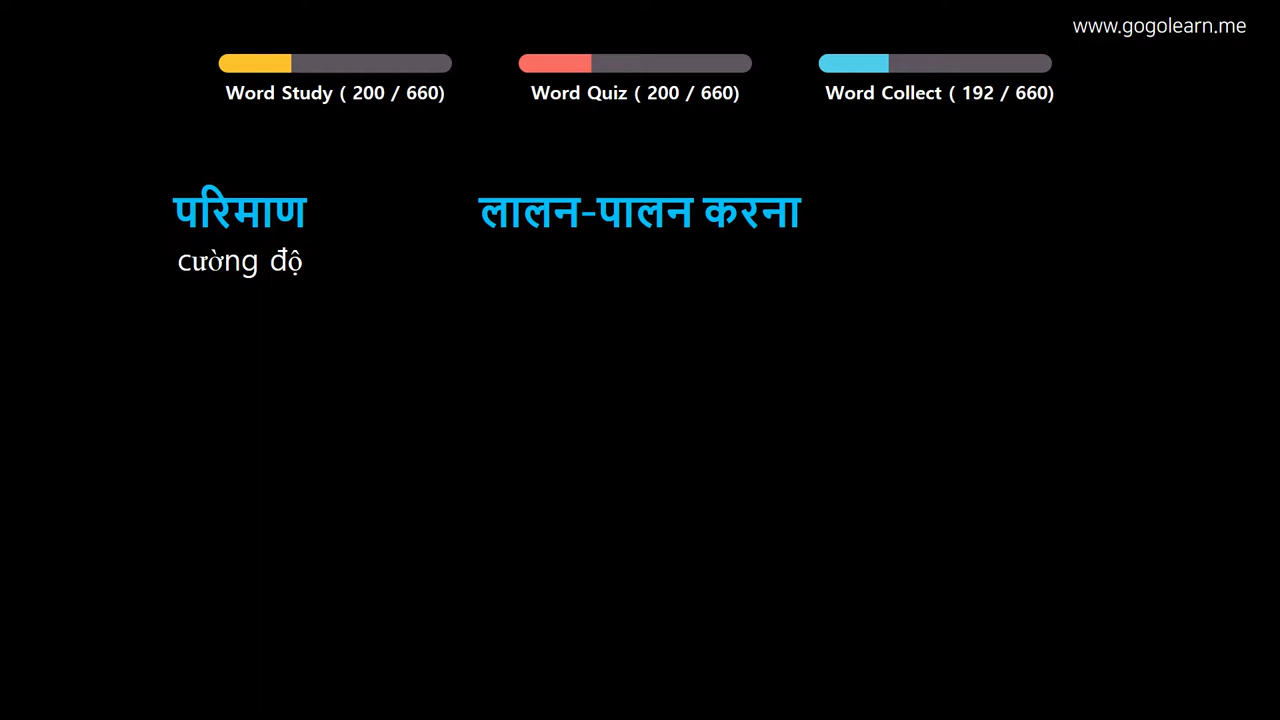 www.gogolearn.me
Word Study ( 200 / 660)
Word Quiz ( 200 / 660)
Word Collect ( 192 / 660)
परिमाण
लालन-पालन करना
cường độ